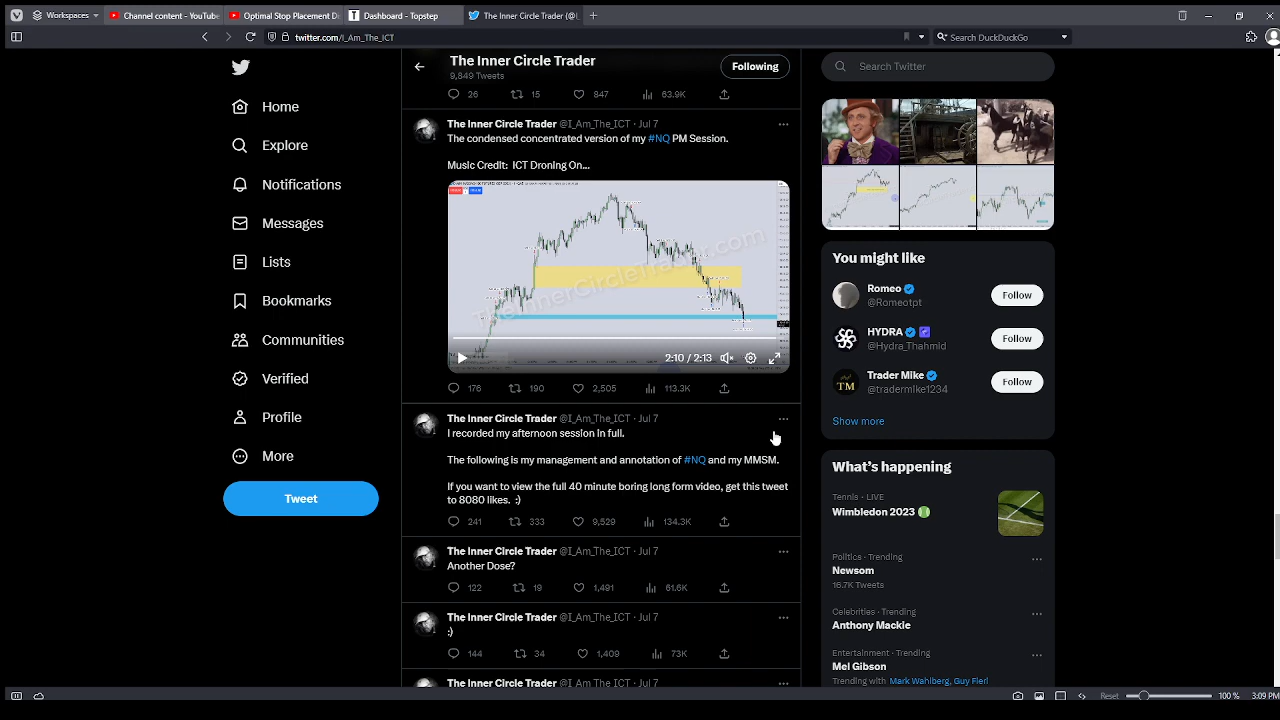 Workspaces
Channel content - YouTube
Optimal Stop Placement Di
Dashboard - Topstep
The Inner Circle Trader (@I_
twitter.com/I_Am_The_ICT
Search DuckDuckGo
The Inner Circle Trader
9,849 Tweets
Following
Search Twitter
26 15 847 63.9K
Home
Explore
Notifications
Messages
Lists
Bookmarks
Communities
Verified
Profile
More
Tweet
The Inner Circle Trader @I_Am_The_ICT · Jul 7
The condensed concentrated version of my #NQ PM Session.
Music Credit: ICT Droning On...
TheInnerCircleTrader.com
2:10 / 2:13
176 190 2,505 113.3K
The Inner Circle Trader @I_Am_The_ICT · Jul 7
I recorded my afternoon session in full.
The following is my management and annotation of #NQ and my MMSM.
If you want to view the full 40 minute boring long form video, get this tweet
to 8080 likes. :)
241 333 9,529 134.3K
The Inner Circle Trader @I_Am_The_ICT · Jul 7
Another Dose?
122 19 1,491 61.6K
The Inner Circle Trader @I_Am_The_ICT · Jul 7
:)
144 34 1,409 73K
The Inner Circle Trader @I_Am_The_ICT · Jul 7
You might like
Romeo
@Romeotpt
Follow
HYDRA
@Hydra_Thahmid
Follow
Trader Mike
@tradermike1234
Follow
TM
Show more
What's happening
Tennis · LIVE
Wimbledon 2023
Politics · Trending
Newsom
16.7K Tweets
Celebrities · Trending
Anthony Mackie
Entertainment · Trending
Mel Gibson
Trending with Mark Wahlberg, Guy Fieri
Reset
100 %
3:09 PM